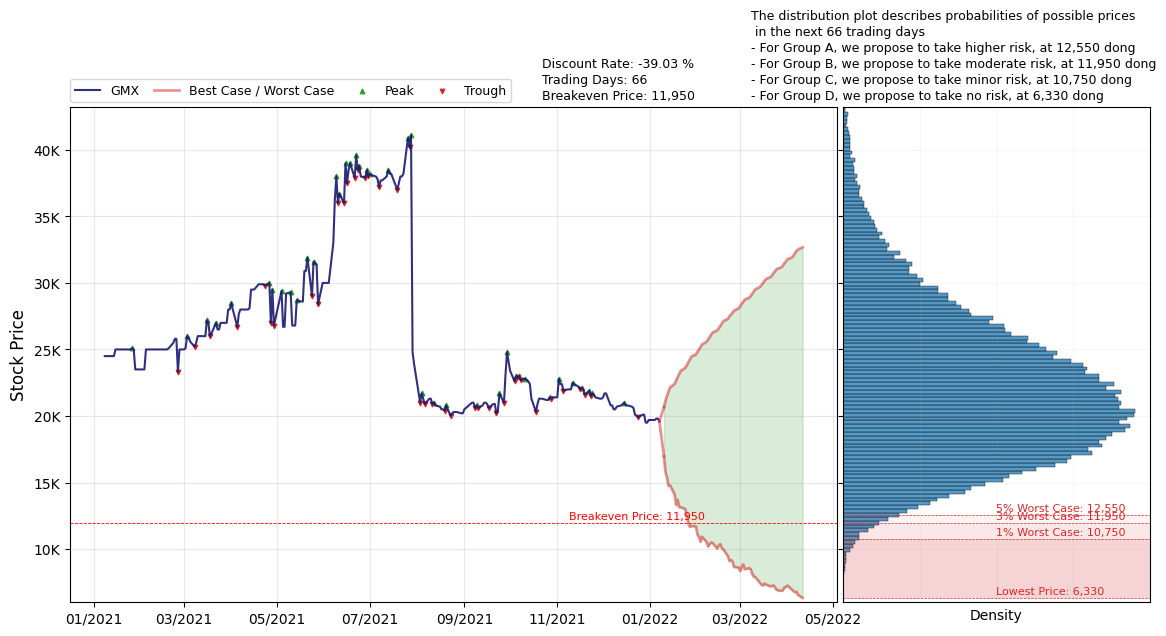 The distribution plot describes probabilities of possible prices
in the next 66 trading days
- For Group A, we propose to take higher risk, at 12,550 dong
- For Group B, we propose to take moderate risk, at 11,950 dong
- For Group C, we propose to take minor risk, at 10,750 dong
- For Group D, we propose to take no risk, at 6,330 dong
Discount Rate: -39.03 %
Trading Days: 66
Breakeven Price: 11,950
GMX
Best Case / Worst Case
Peak
Trough
Stock Price
40K
35K
30K
25K
20K
15K
10K
Breakeven Price: 11,950
5% Worst Case: 12,550
3% Worst Case: 11,950
1% Worst Case: 10,750
Lowest Price: 6,330
01/2021
03/2021
05/2021
07/2021
09/2021
11/2021
01/2022
03/2022
05/2022
Density